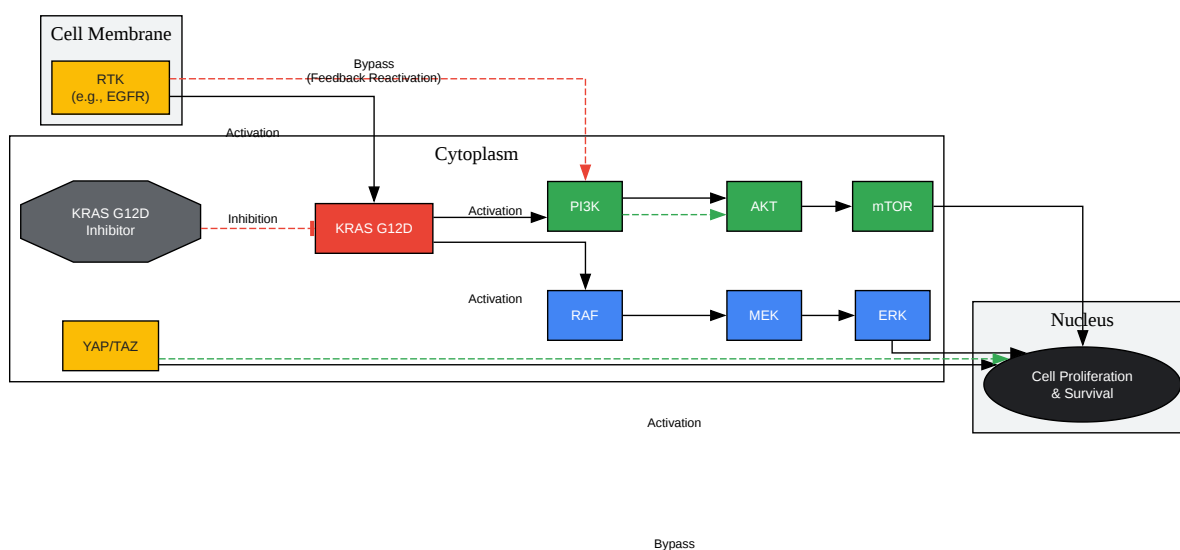 Cell Membrane
RTK
(e.g., EGFR)
Bypass
(Feedback Reactivation)
Activation
Cytoplasm
KRAS G12D
Inhibitor
Inhibition
KRAS G12D
Activation
PI3K
AKT
mTOR
Activation
RAF
MEK
ERK
YAP/TAZ
Nucleus
Cell Proliferation
& Survival
Activation
Bypass